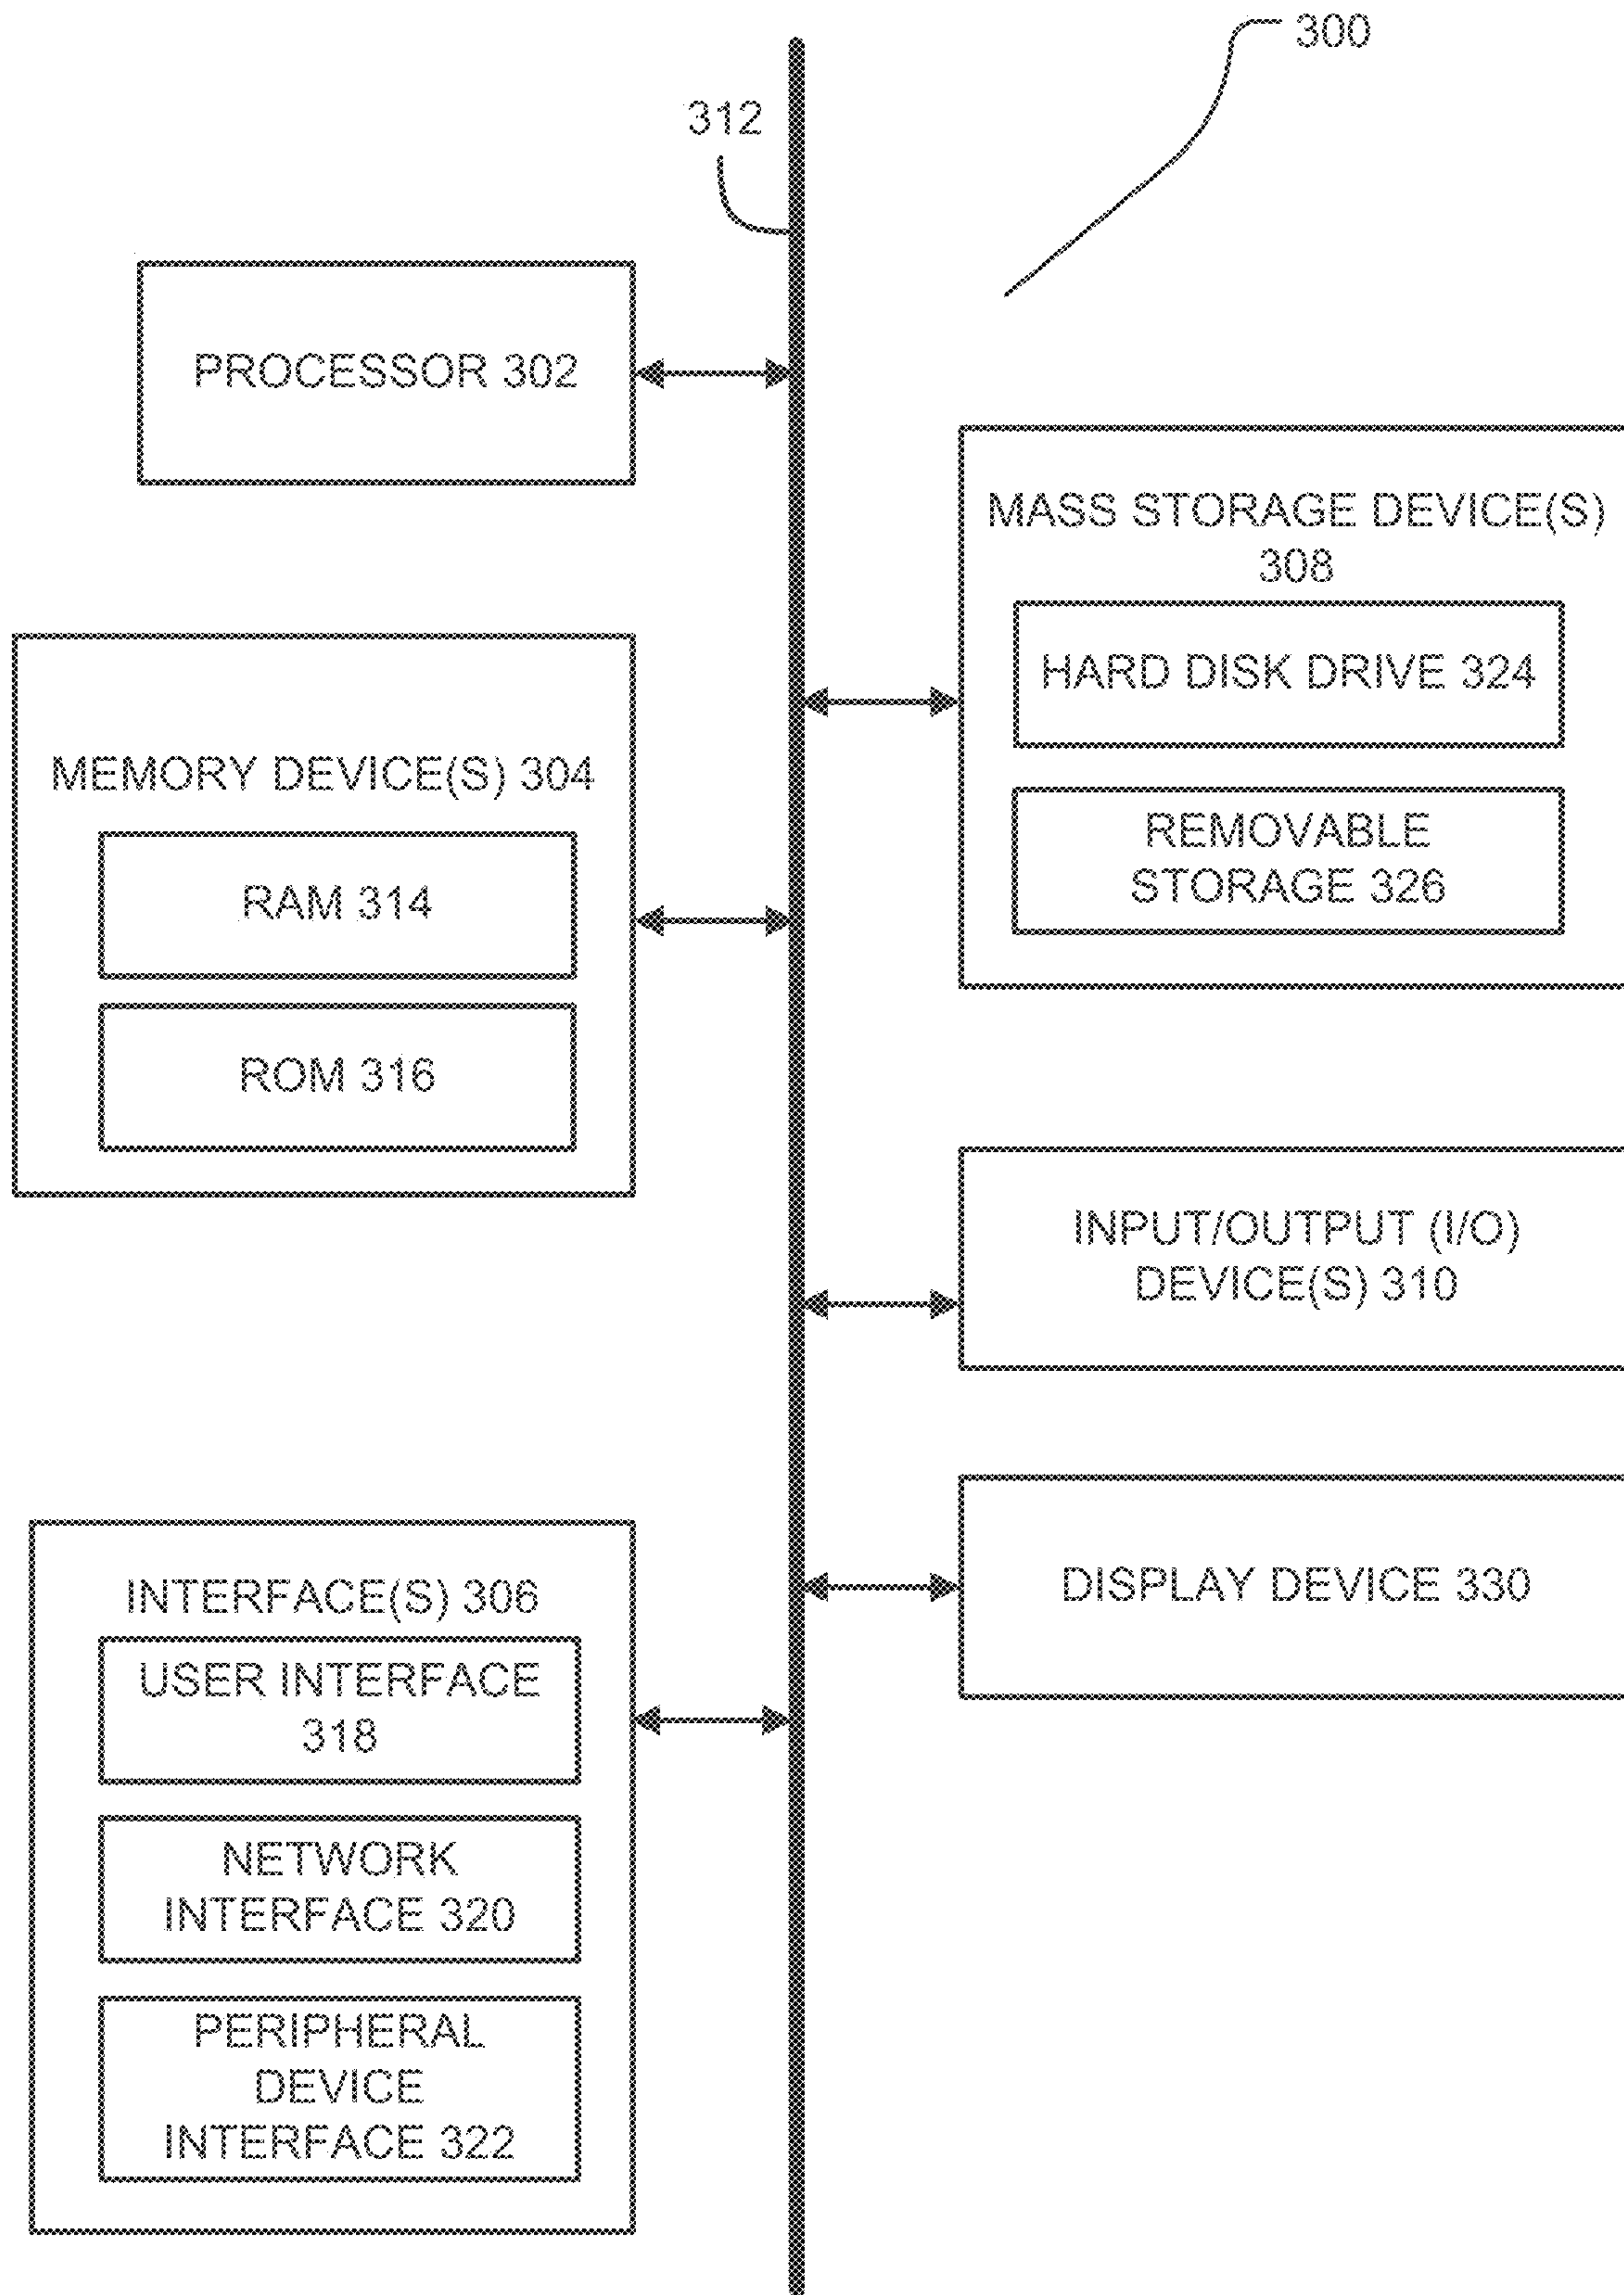 300
312
PROCESSOR 302
MASS STORAGE DEVICE(S)
308
HARD DISK DRIVE 324
REMOVABLE
STORAGE 326
MEMORY DEVICE(S) 304
RAM 314
ROM 316
INPUT/OUTPUT (I/O)
DEVICE(S) 310
DISPLAY DEVICE 330
INTERFACE(S) 306
USER INTERFACE
318
NETWORK
INTERFACE 320
PERIPHERAL
DEVICE
INTERFACE 322